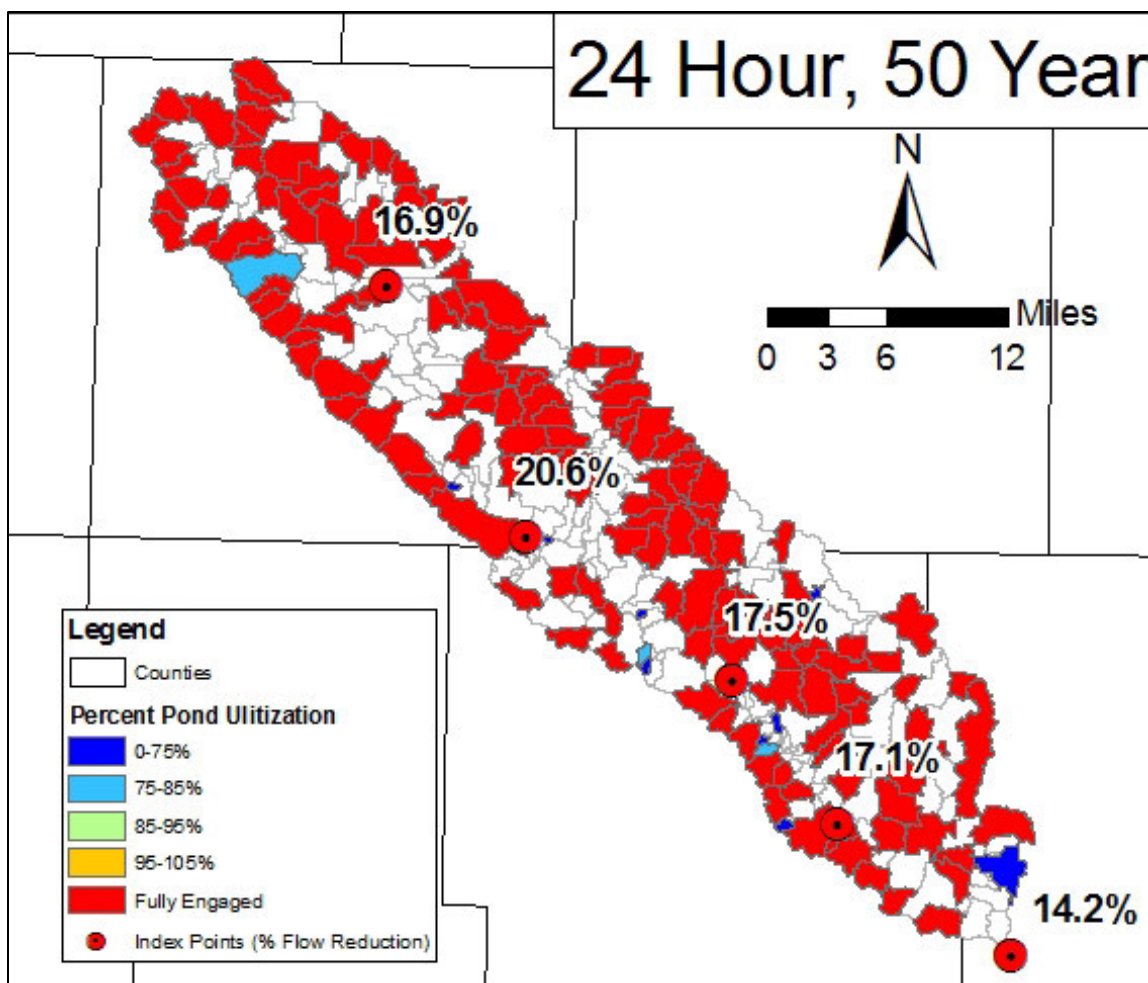 24 Hour, 50 Year
N
Miles
0 3 6 12
16.9%
20.6%
17.5%
17.1%
14.2%
Legend
Counties
Percent Pond Ulitization
0-75%
75-85%
85-95%
95-105%
Fully Engaged
Index Points (% Flow Reduction)